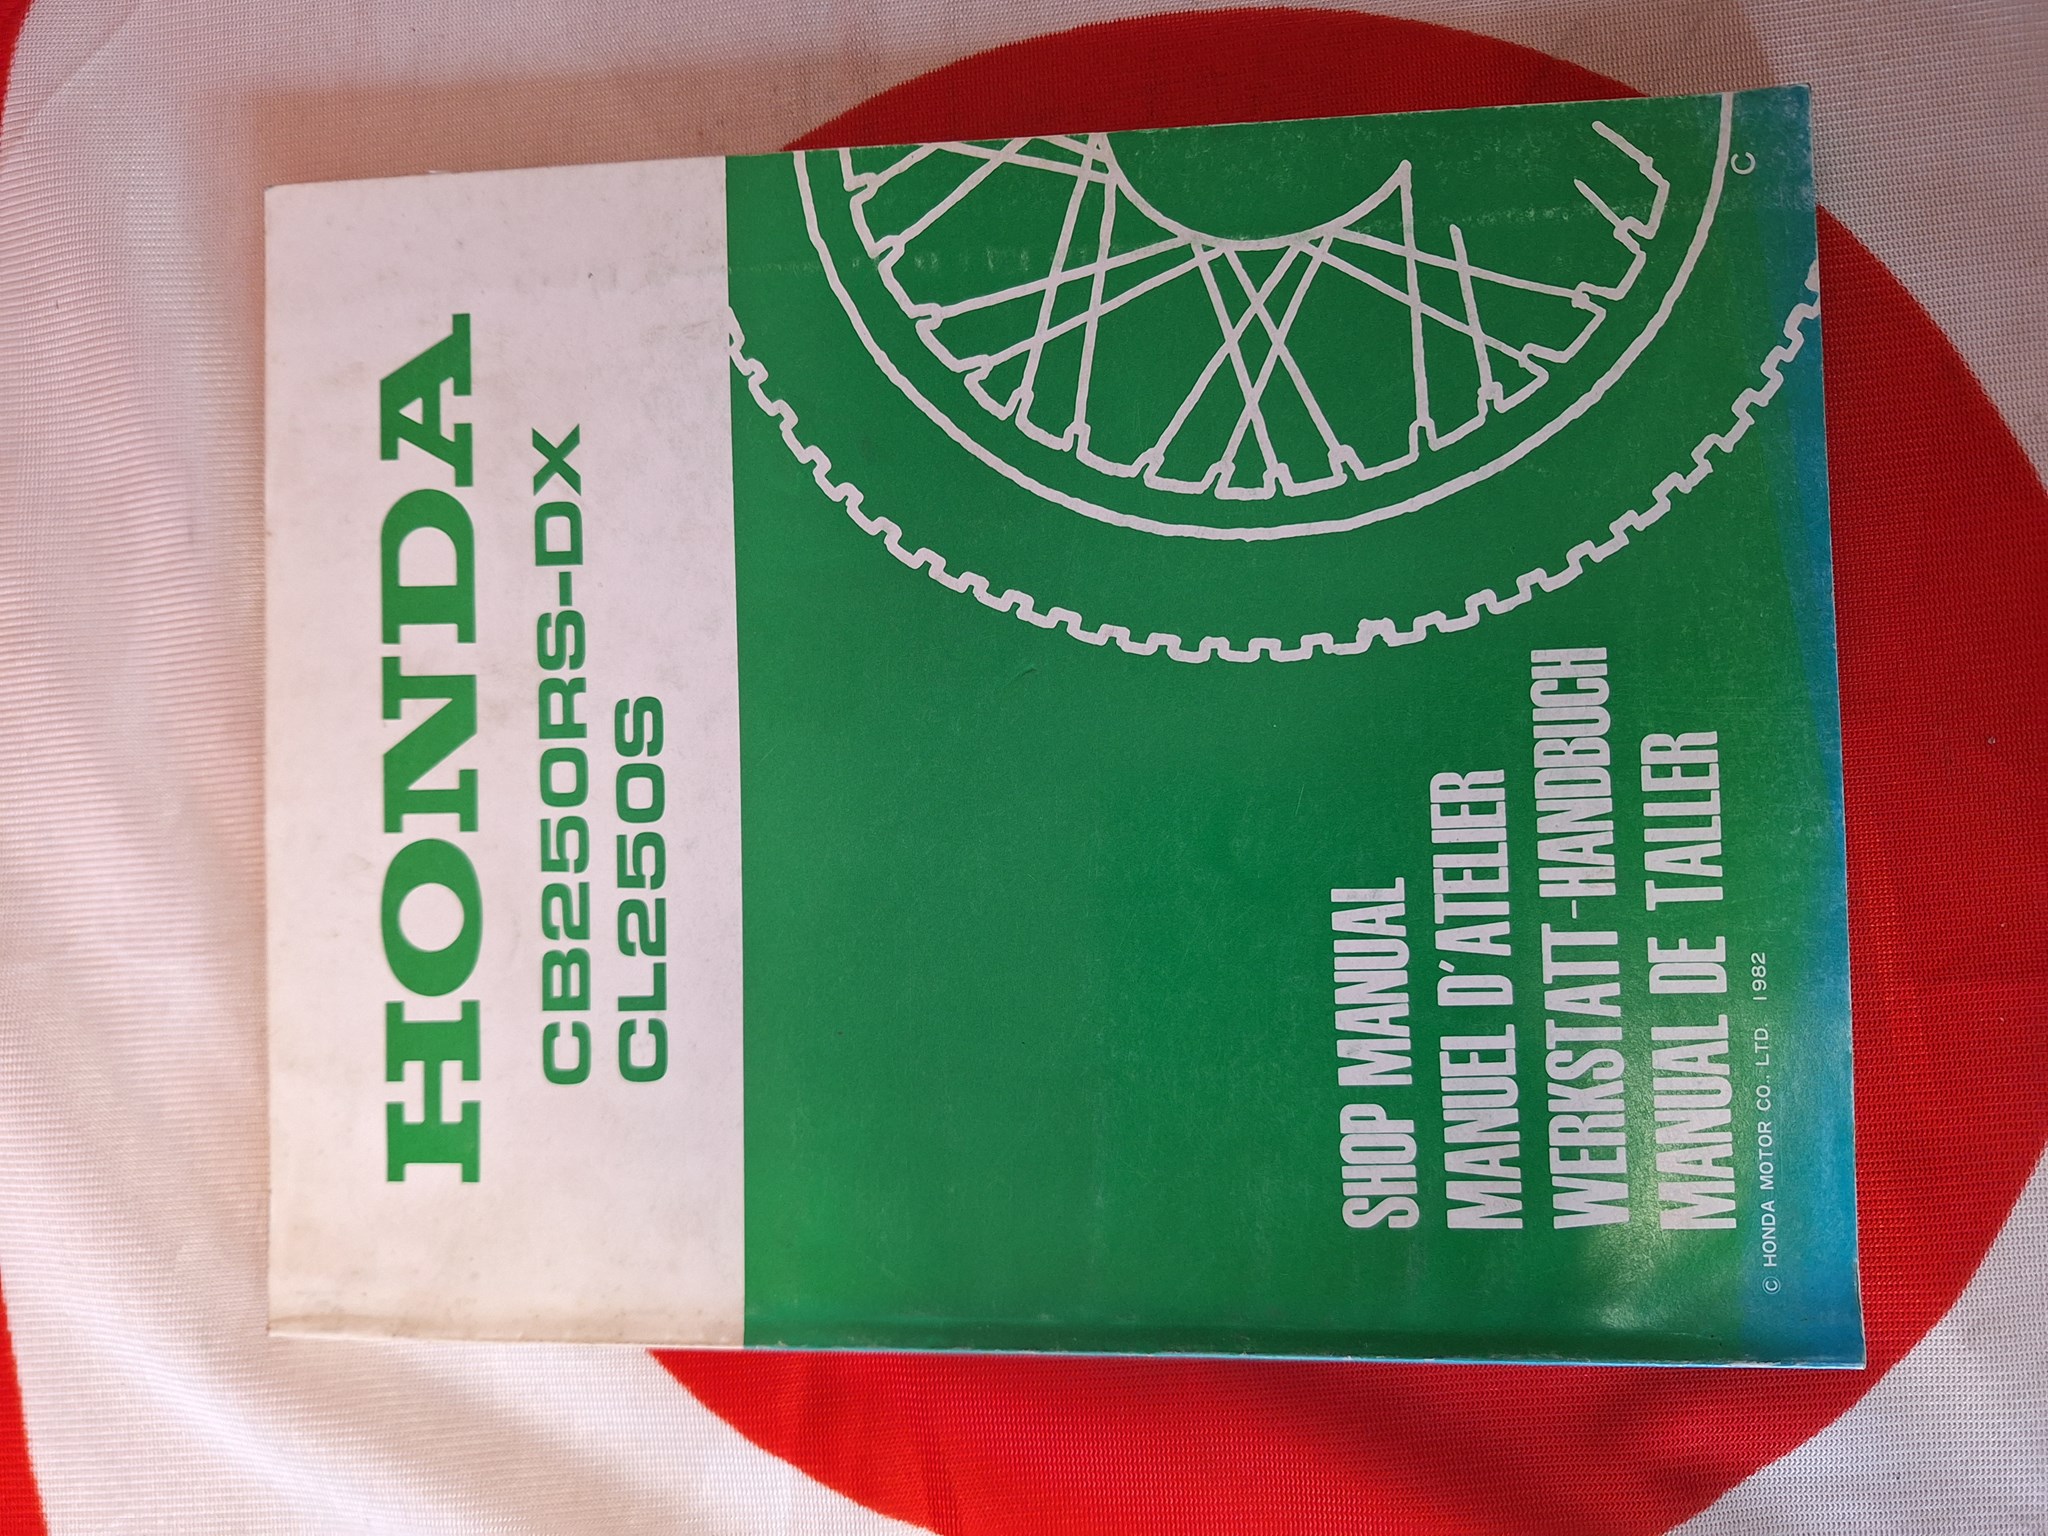 HONDA
CB250RS-DX
CL250S
SHOP MANUAL
MANUEL D'ATELIER
WERKSTATT-HANDBUCH
MANUAL DE TALLER
© HONDA MOTOR CO., LTD 1982
C